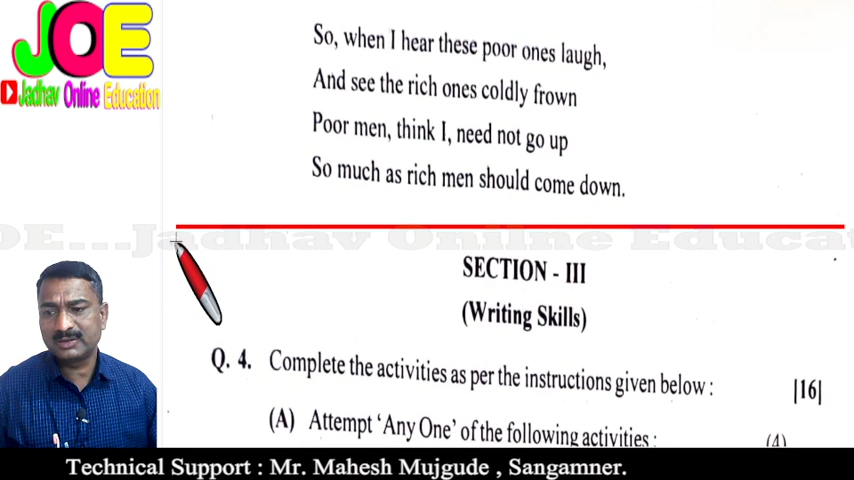 JOE
Jadhav Online Education
So, when I hear these poor ones laugh,
And see the rich ones coldly frown
Poor men, think I, need not go up
So much as rich men should come down.
OE...Jadhav Online Educat
SECTION - III
(Writing Skills)
Q. 4. Complete the activities as per the instructions given below : |16|
(A) Attempt ‘Any One’ of the following activities : (4)
Technical Support : Mr. Mahesh Mujgude , Sangamner.